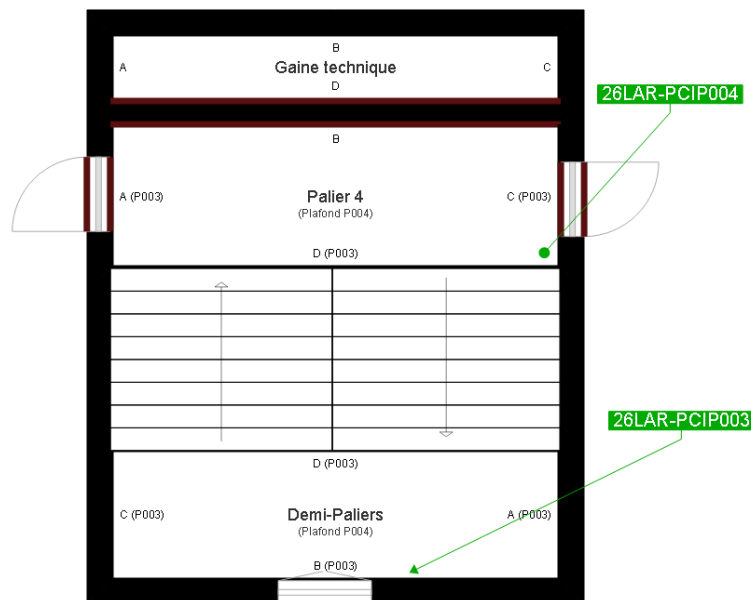 B
A
Gaine technique
C
D
26LAR-PCIP004
B
A (P003)
Palier 4
C (P003)
(Plafond P004)
D (P003)
26LAR-PCIP003
D (P003)
C (P003)
Demi-Paliers
A (P003)
(Plafond P004)
B (P003)